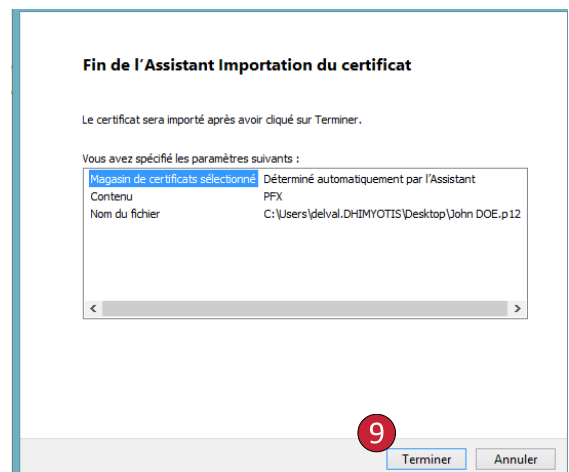 Fin de l'Assistant Importation du certificat
Le certificat sera importé après avoir cliqué sur Terminer.
Vous avez spécifié les paramètres suivants :
Magasin de certificats sélectionné Déterminé automatiquement par l'Assistant
Contenu PFX
Nom du fichier C:\Users\delval.DHIMYOTIS\Desktop\John DOE.p12
9
Terminer Annuler